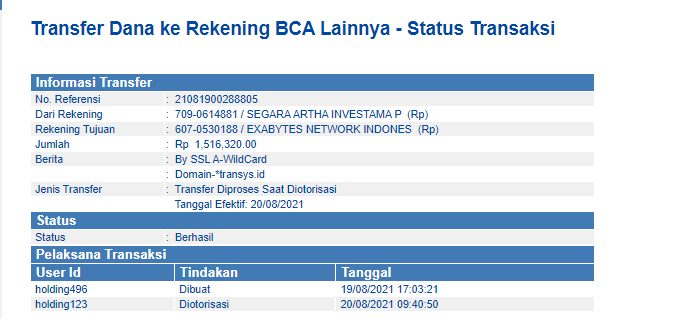 Transfer Dana ke Rekening BCA Lainnya - Status Transaksi
Informasi Transfer
No. Referensi : 21081900288805
Dari Rekening : 709-0614881 / SEGARA ARTHA INVESTAMA P (Rp)
Rekening Tujuan : 607-0530188 / EXABYTES NETWORK INDONES (Rp)
Jumlah : Rp 1,516,320.00
Berita : By SSL A-WildCard
: Domain-*transys.id
Jenis Transfer : Transfer Diproses Saat Diotorisasi
Tanggal Efektif: 20/08/2021
Status
Status : Berhasil
Pelaksana Transaksi
User Id Tindakan Tanggal
holding496 Dibuat 19/08/2021 17:03:21
holding123 Diotorisasi 20/08/2021 09:40:50